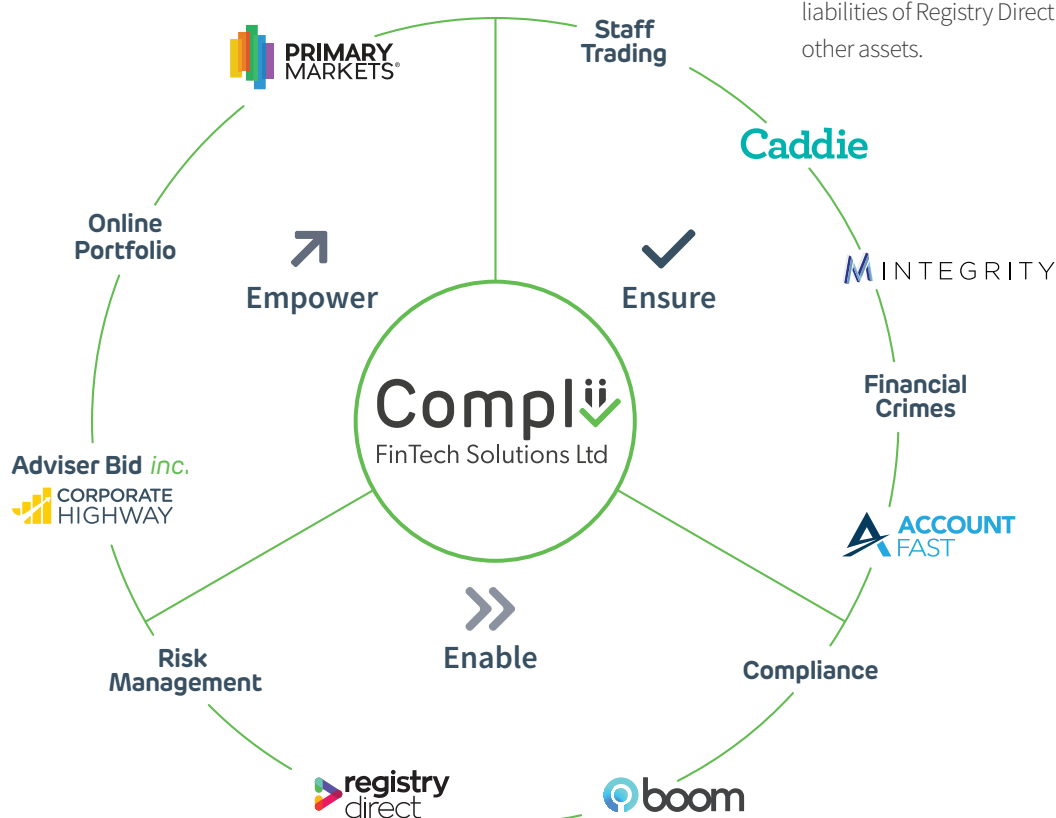 liabilities of Registry Direct
other assets.
PRIMARY
MARKETS®
Staff
Trading
Caddie
Online
Portfolio
Empower
Ensure
MINTEGRITY
Complii
FinTech Solutions Ltd
Financial
Crimes
Adviser Bid inc.
CORPORATE
HIGHWAY
ACCOUNT
FAST
Enable
Risk
Management
Compliance
registry
direct
boom